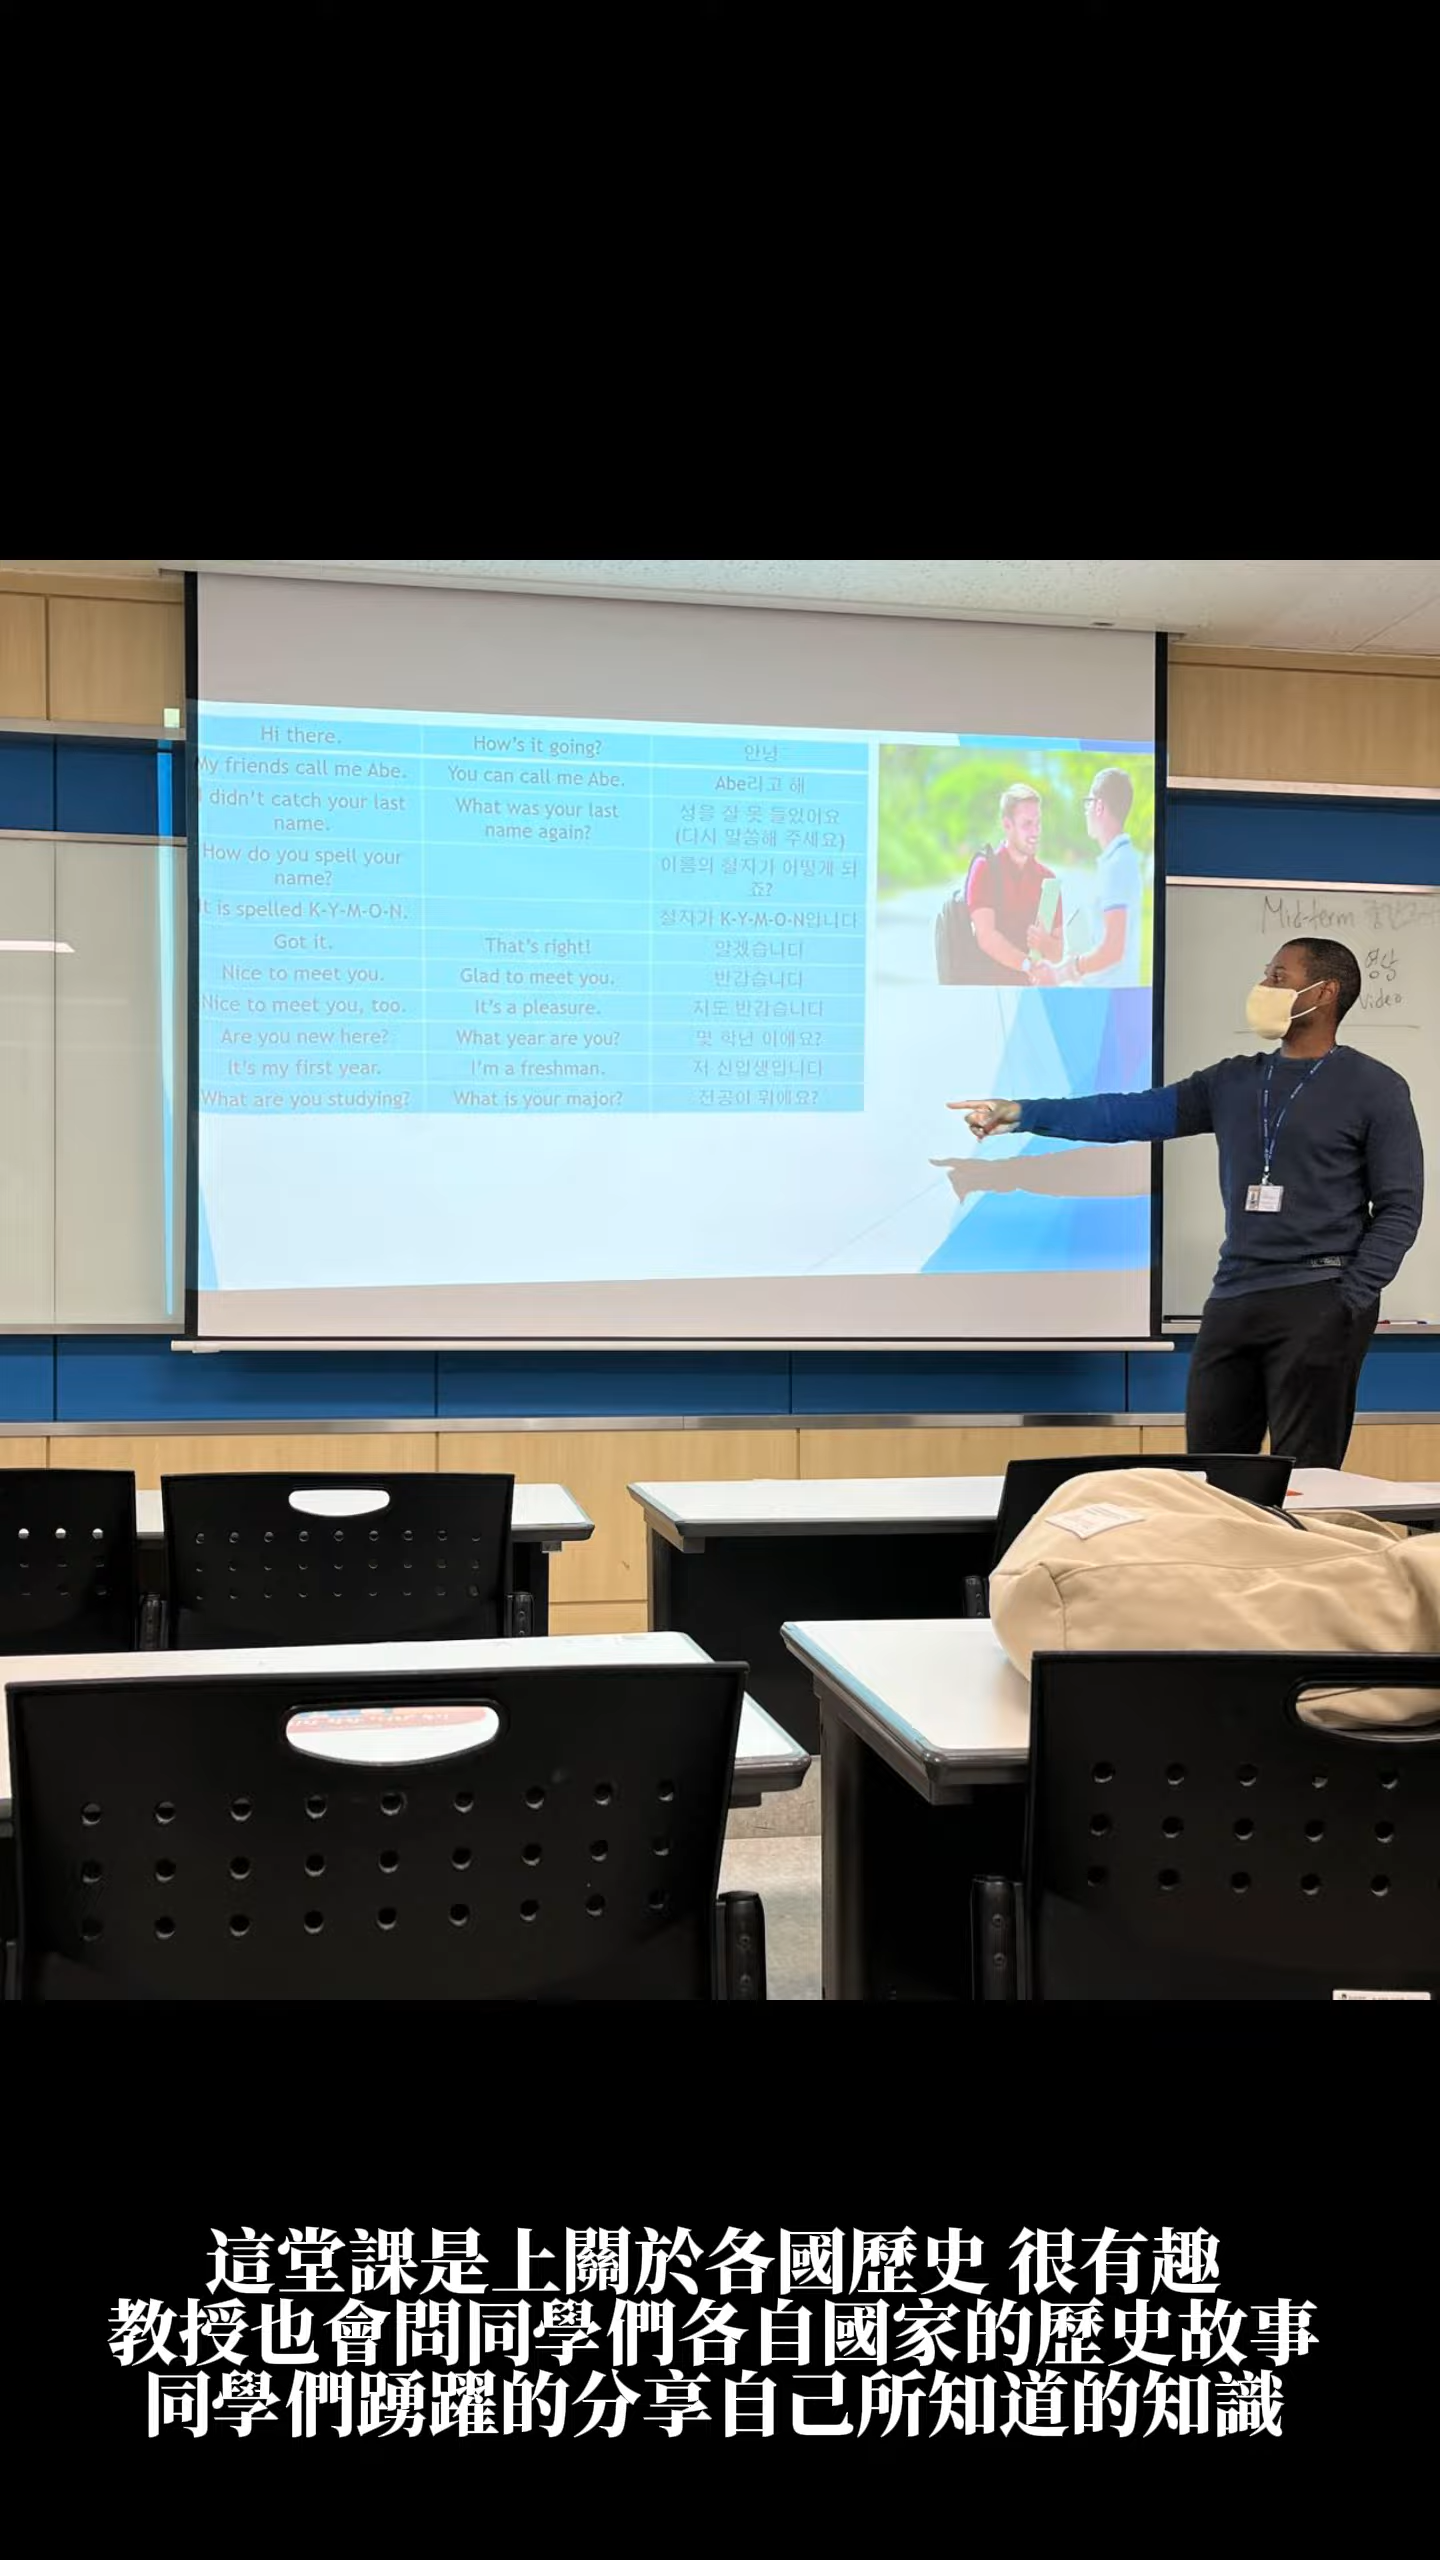 Hi there.
How's it going?
안녕
My friends call me Abe.
You can call me Abe.
Abe라고 해
I didn't catch your last
name.
What was your last
name again?
성을 잘 못 들었어요
(다시 말씀해 주세요)
How do you spell your
name?
이름의 철자가 어떻게 되
죠?
It is spelled K-Y-M-O-N.
철자가 K-Y-M-O-N입니다
Got it.
That's right!
알겠습니다
Nice to meet you.
Glad to meet you.
반갑습니다
Nice to meet you, too.
It's a pleasure.
저도 반갑습니다
Are you new here?
What year are you?
몇 학년 이에요?
It's my first year.
I'm a freshman.
저 신입생입니다
What are you studying?
What is your major?
전공이 뭐에요?
Mid-term
영상
Video
這堂課是上關於各國歷史 很有趣
教授也會問同學們各自國家的歷史故事
同學們踴躍的分享自己所知道的知識